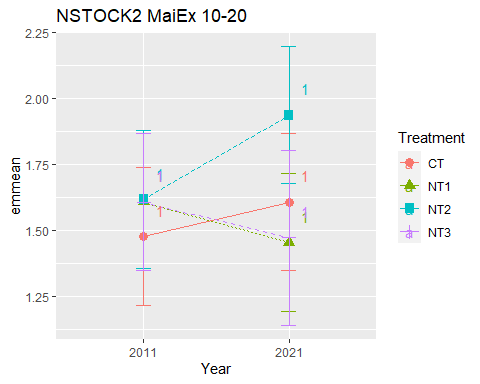 NSTOCK2 MaiEx 10-20
2.25
2.00
1.75
1.50
1.25
emmean
1
1
1
1
1
1
2011
2021
Year
Treatment
a CT
a NT1
a NT2
a NT3